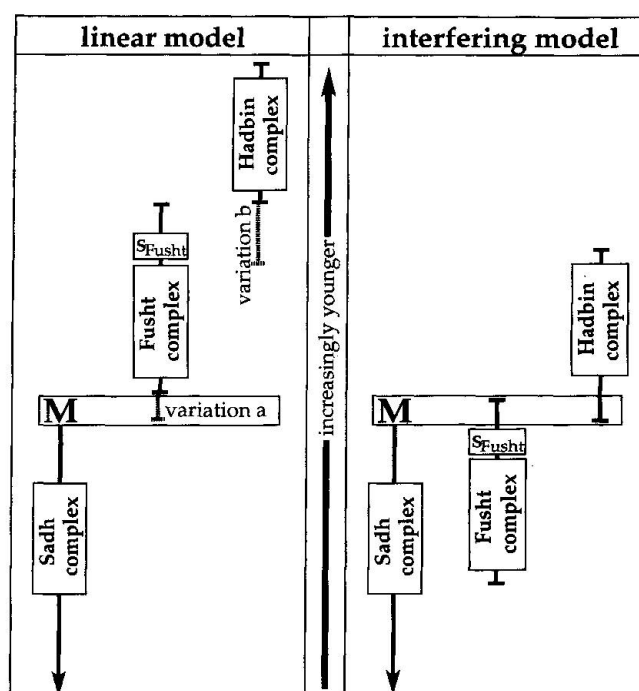 linear model
interfering model
Hadbin
complex
variation b
SFusht
Fusht
complex
M
variation a
Sadh
complex
increasingly younger
Hadbin
complex
M
SFusht
Fusht
complex
Sadh
complex